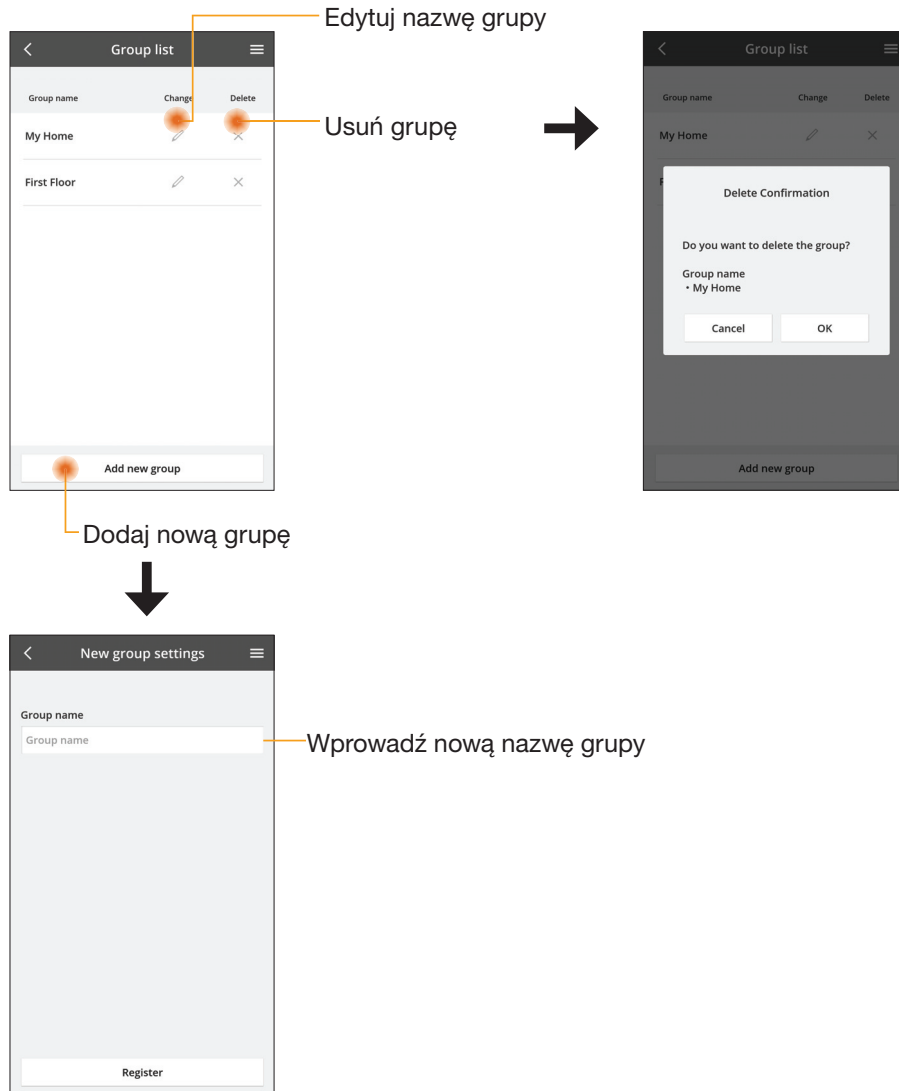 Edytuj nazwę grupy
Group list
Group name Change Delete
My Home
First Floor
Usuń grupę
Add new group
Dodaj nową grupę
Group list
Group name Change Delete
My Home
F
Delete Confirmation
Do you want to delete the group?
Group name
• My Home
Cancel OK
Add new group
New group settings
Group name
Group name
Wprowadź nową nazwę grupy
Register